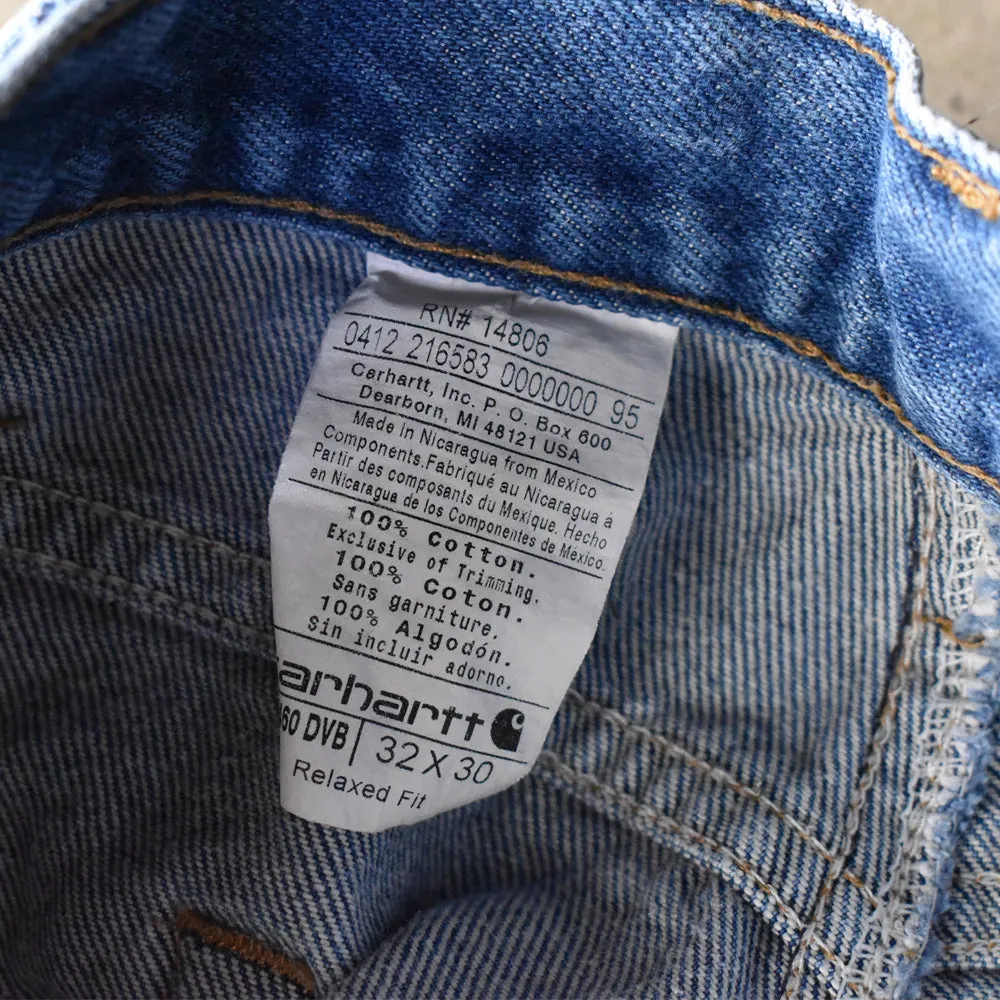 RN# 14806
0412 216583 0000000 95
Carhartt, Inc. P. O. Box 600
Dearborn, MI 48121 USA
Made in Nicaragua from Mexico
Components.Fabriqué au Nicaragua á
Partir des composants du Mexique. Hecho
en Nicaragua de los Componentes de México.
100% Cotton.
Exclusive of Trimming.
100% Coton.
Sans garniture.
100% Algodón.
Sin incluir adorno.
arhartt
60 DVB 32 X 30
Relaxed Fit